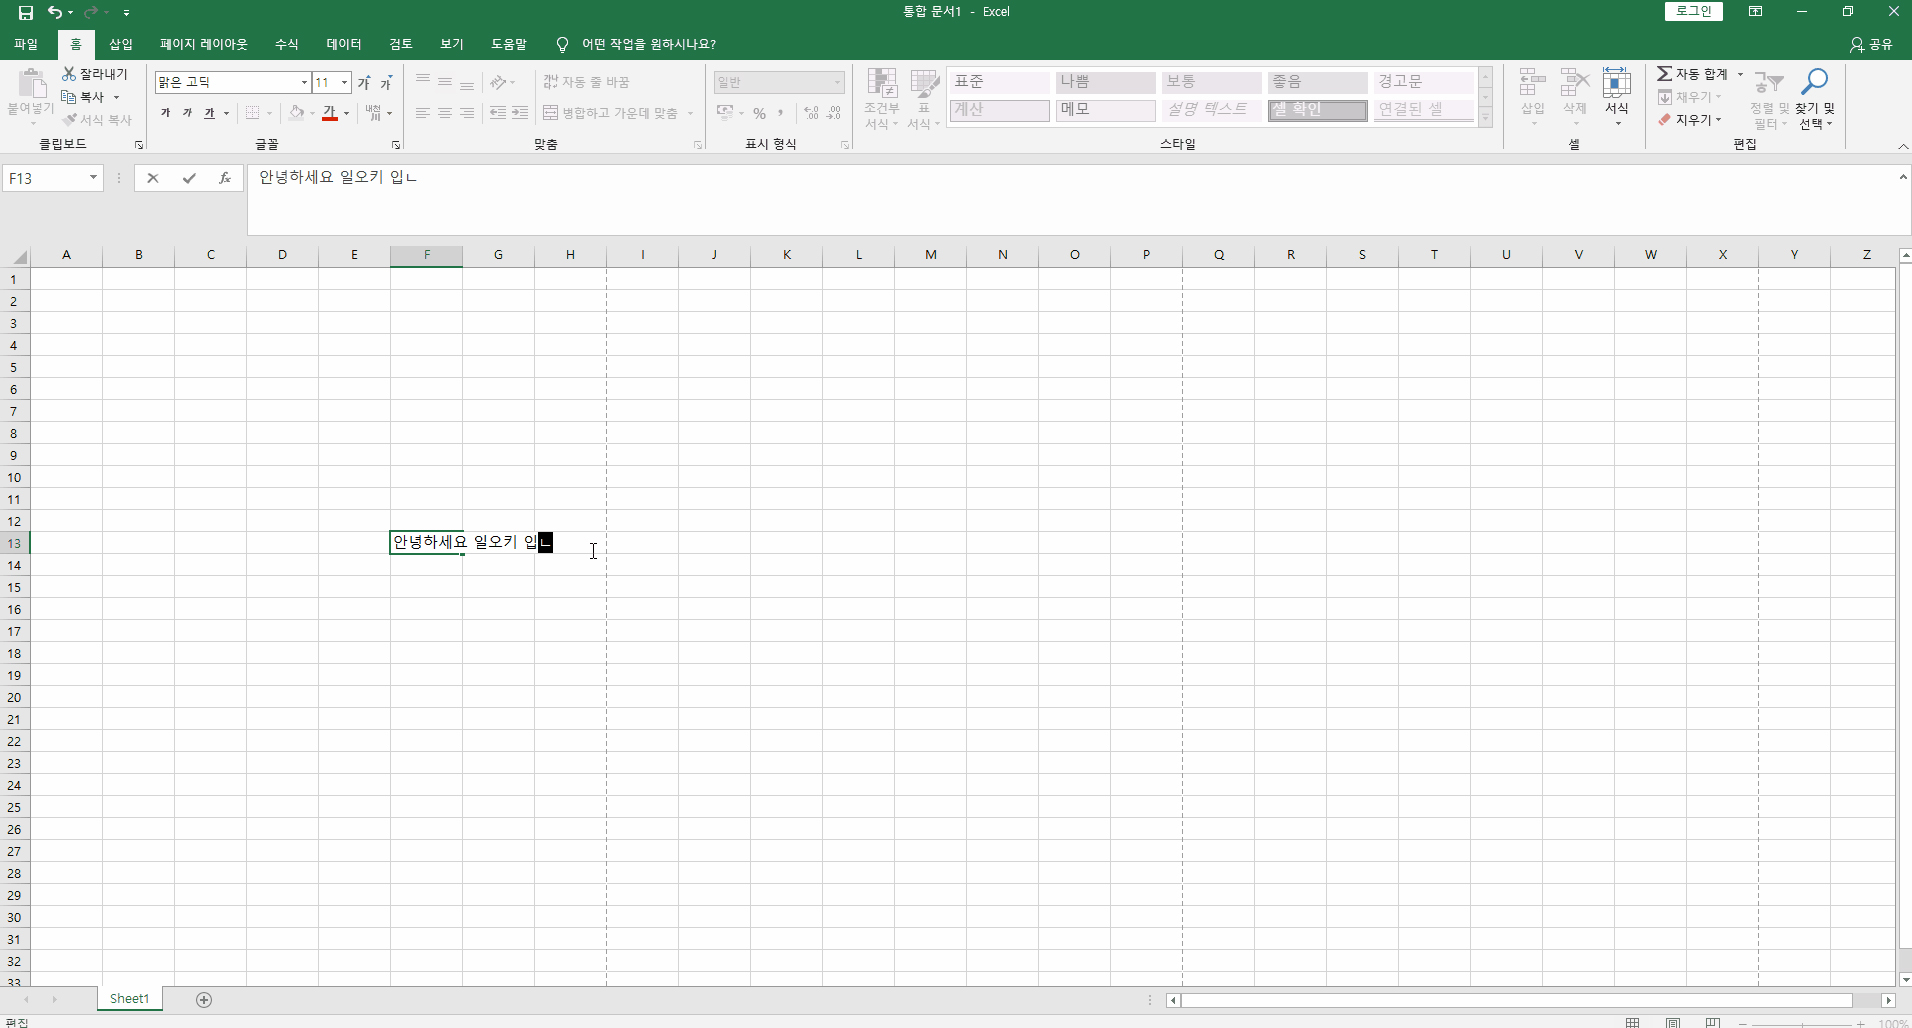 통합 문서1 - Excel
로그인
파일 홈 삽입 페이지 레이아웃 수식 데이터 검토 보기 도움말 어떤 작업을 원하시나요? 공유
붙여넣기
잘라내기
복사
서식 복사
클립보드
맑은 고딕 11 가 가
가 가 가 가 내천
글꼴
자동 줄 바꿈
병합하고 가운데 맞춤
맞춤
일반
% ,
표시 형식
조건부 서식
표 서식
표준 나쁨 보통 좋음 경고문
계산 메모 설명 텍스트 셀 확인 연결된 셀
스타일
삽입 삭제 서식
셀
자동 합계
채우기
지우기
정렬 및 필터
찾기 및 선택
편집
F13 fx 안녕하세요 일오키 입ㄴ
A B C D E F G H I J K L M N O P Q R S T U V W X Y Z
1
2
3
4
5
6
7
8
9
10
11
12
13 안녕하세요 일오키 입ㄴ
14
15
16
17
18
19
20
21
22
23
24
25
26
27
28
29
30
31
32
33
Sheet1
편집 100%